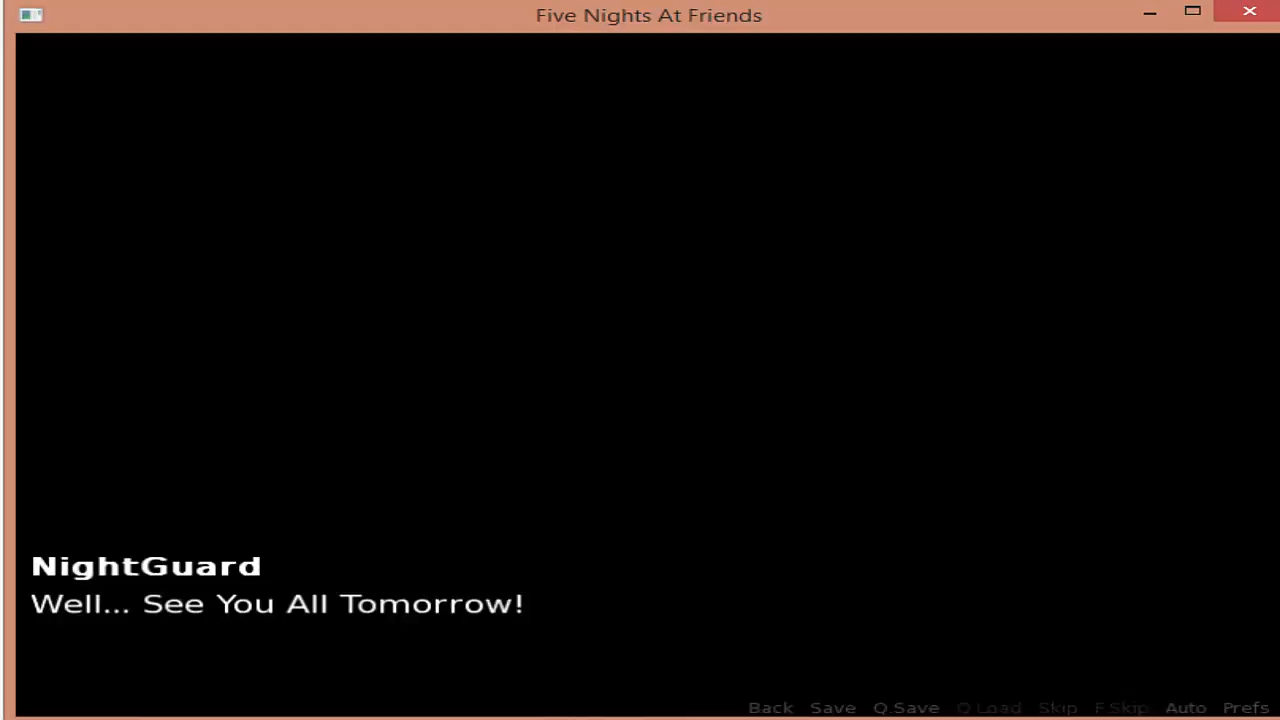 Five Nights At Friends
NightGuard
Well... See You All Tomorrow!
Back Save Q.Save Q.Load Skip F.Skip Auto Prefs